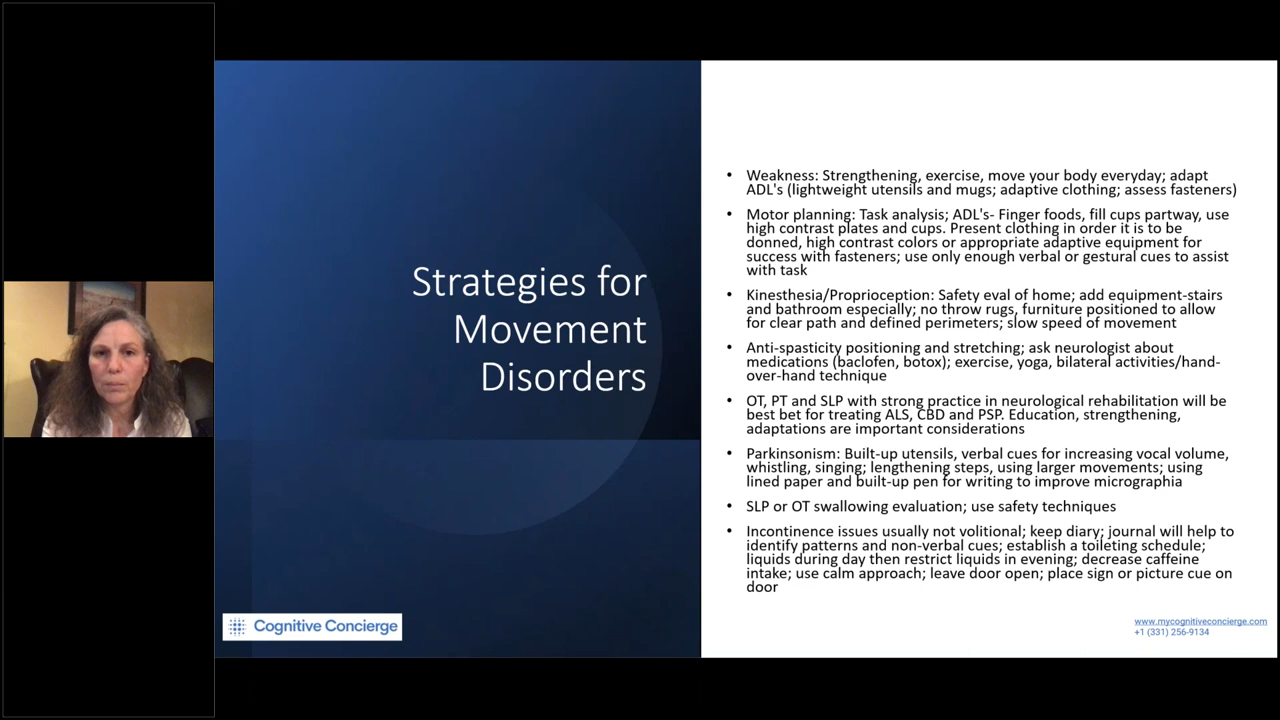 Strategies for
Movement
Disorders
Cognitive Concierge
• Weakness: Strengthening, exercise, move your body everyday; adapt
ADL's (lightweight utensils and mugs; adaptive clothing; assess fasteners)
• Motor planning: Task analysis; ADL's- Finger foods, fill cups partway, use
high contrast plates and cups. Present clothing in order it is to be
donned, high contrast colors or appropriate adaptive equipment for
success with fasteners; use only enough verbal or gestural cues to assist
with task
• Kinesthesia/Proprioception: Safety eval of home; add equipment-stairs
and bathroom especially; no throw rugs, furniture positioned to allow
for clear path and defined perimeters; slow speed of movement
• Anti-spasticity positioning and stretching; ask neurologist about
medications (baclofen, botox); exercise, yoga, bilateral activities/hand-
over-hand technique
• OT, PT and SLP with strong practice in neurological rehabilitation will be
best bet for treating ALS, CBD and PSP. Education, strengthening,
adaptations are important considerations
• Parkinsonism: Built-up utensils, verbal cues for increasing vocal volume,
whistling, singing; lengthening steps, using larger movements; using
lined paper and built-up pen for writing to improve micrographia
• SLP or OT swallowing evaluation; use safety techniques
• Incontinence issues usually not volitional; keep diary; journal will help to
identify patterns and non-verbal cues; establish a toileting schedule;
liquids during day then restrict liquids in evening; decrease caffeine
intake; use calm approach; leave door open; place sign or picture cue on
door
www.mycognitiveconcierge.com
+1 (331) 256-9134